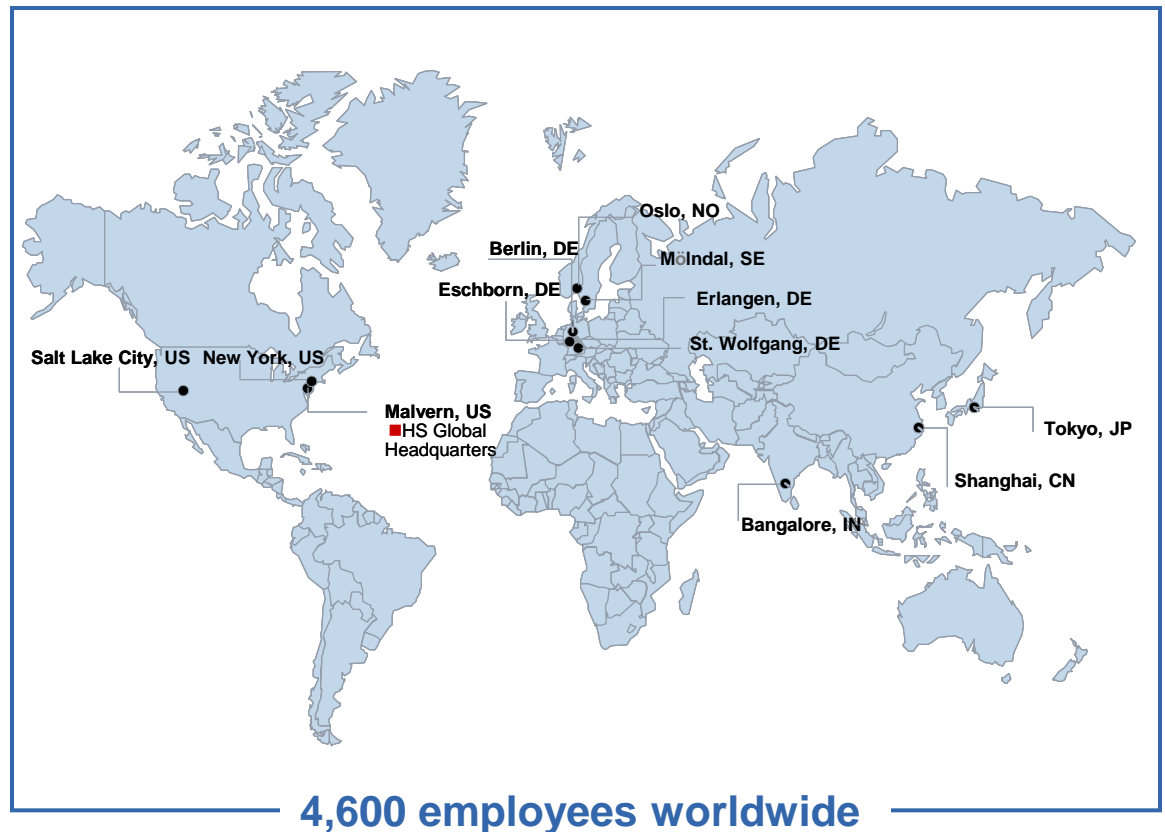 Oslo, NO
Berlin, DE
Mölndal, SE
Eschborn, DE
Erlangen, DE
St. Wolfgang, DE
Salt Lake City, US
New York, US
Malvern, US
HS Global
Headquarters
Tokyo, JP
Shanghai, CN
Bangalore, IN
4,600 employees worldwide